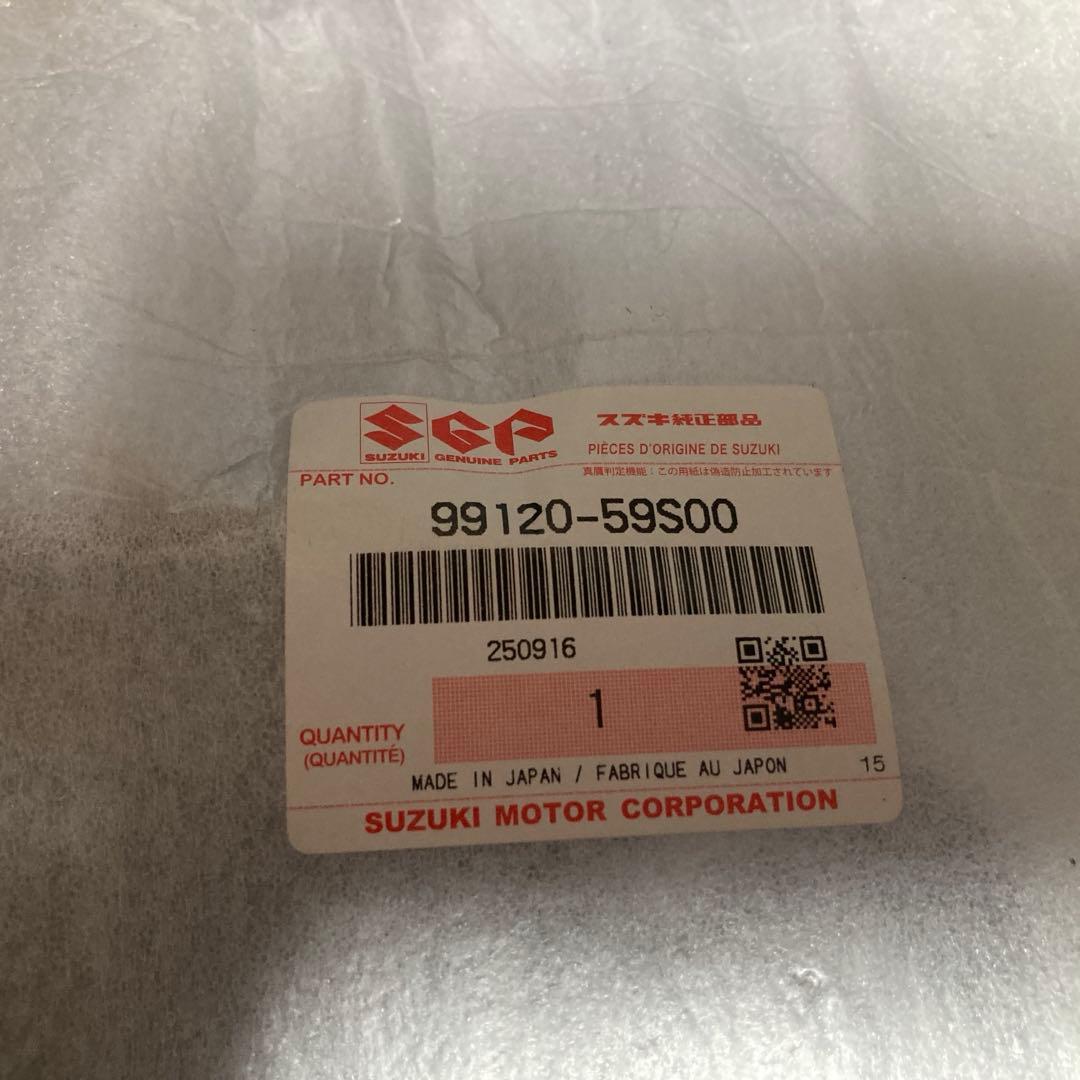 SGP スズキ純正部品
SUZUKI GENUINE PARTS PIÈCES D'ORIGINE DE SUZUKI
PART NO. 真贋判定機能：この用紙は偽造防止加工されています
99120-59S00
250916
1
QUANTITY
(QUANTITÉ)
MADE IN JAPAN / FABRIQUE AU JAPON 15
SUZUKI MOTOR CORPORATION